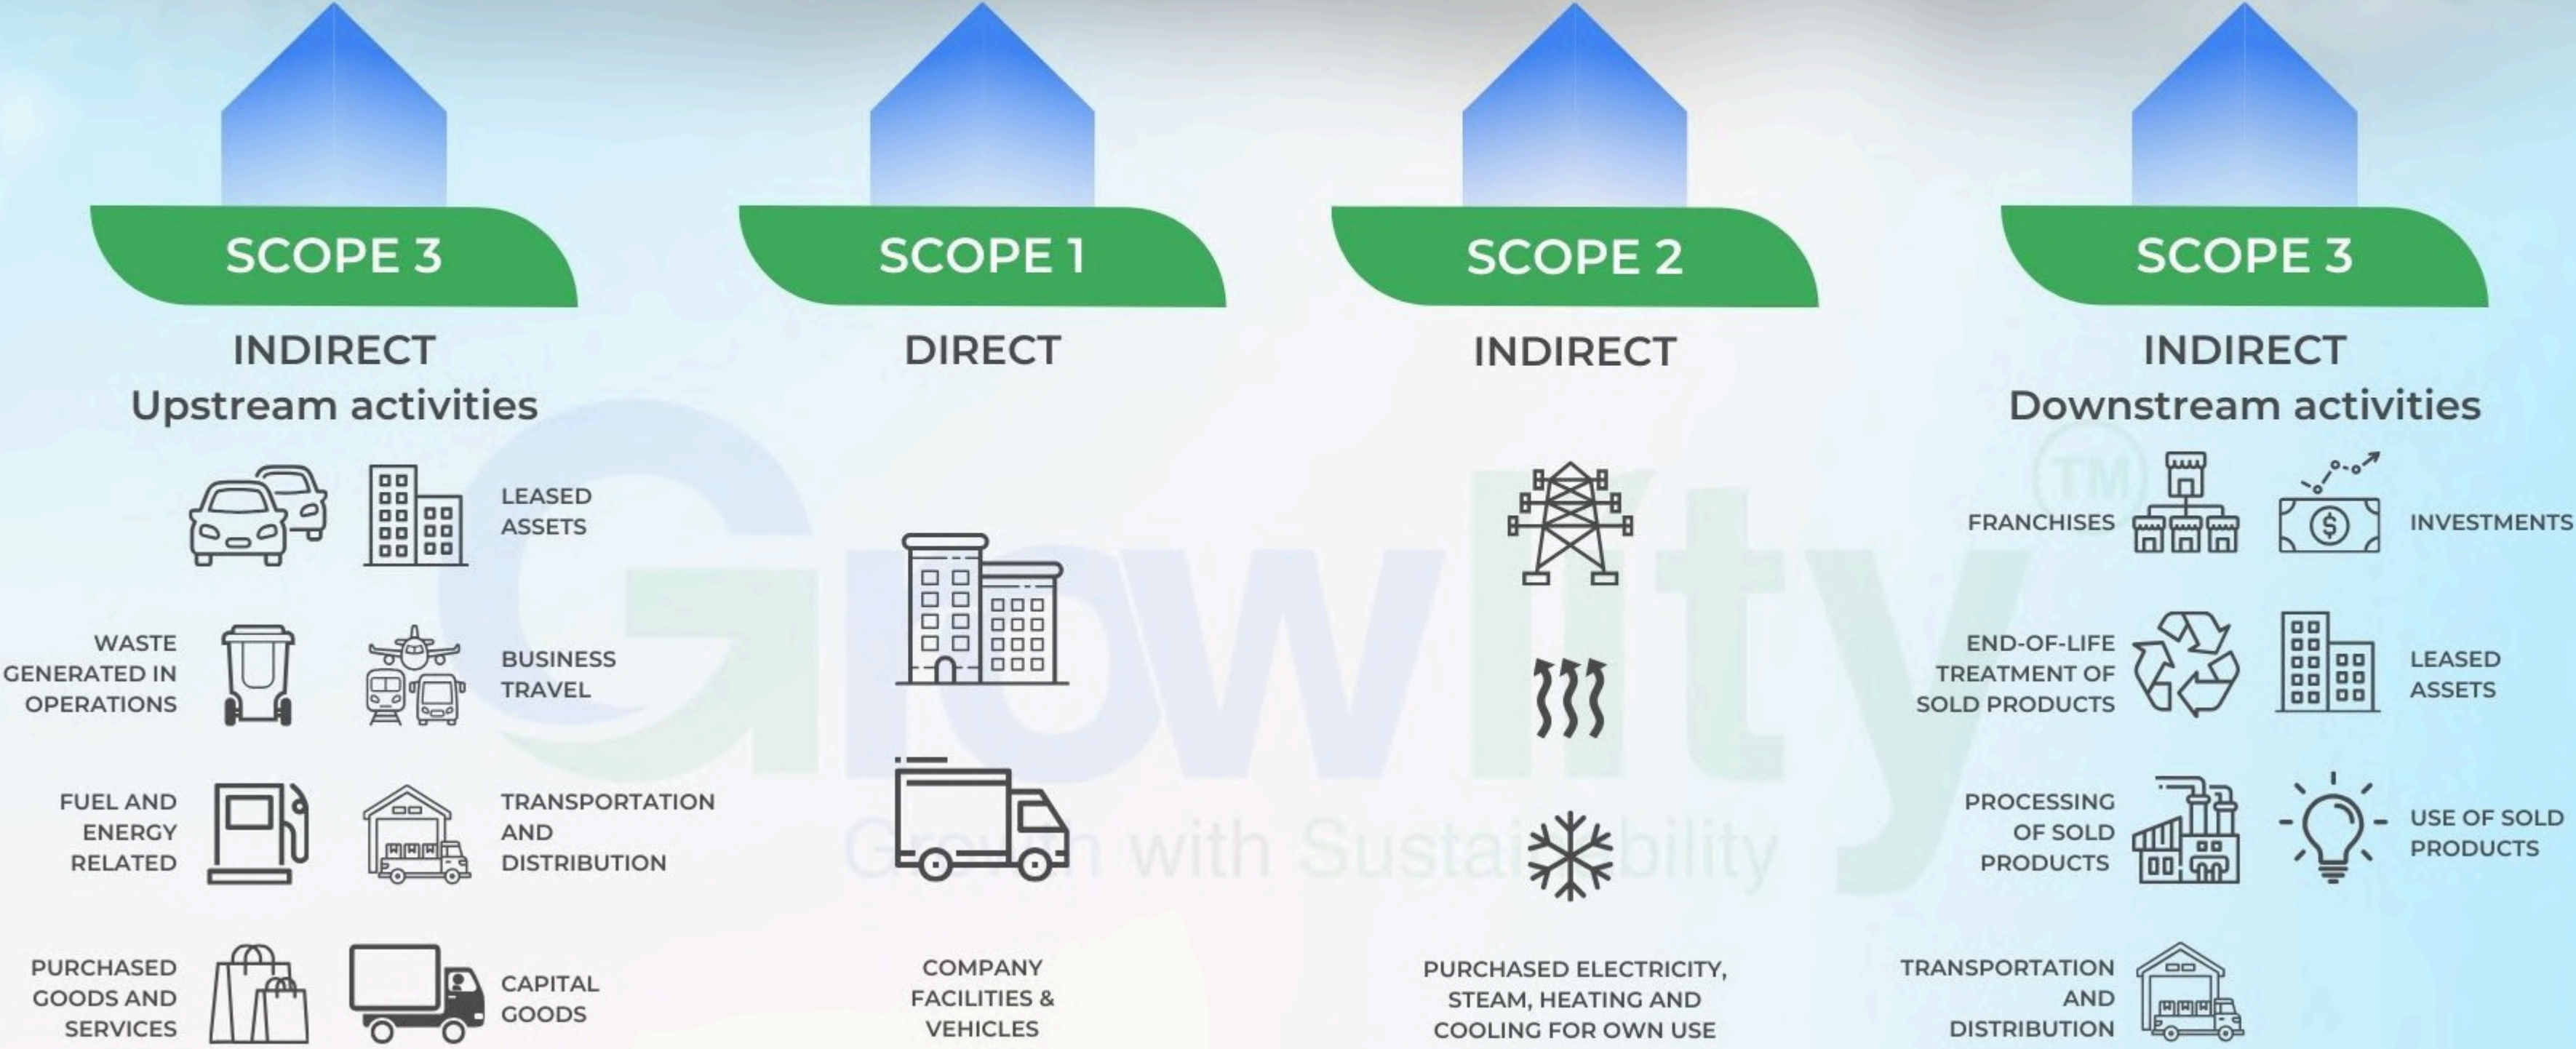 SCOPE 3
INDIRECT
Upstream activities
LEASED
ASSETS
WASTE
GENERATED IN
OPERATIONS
BUSINESS
TRAVEL
FUEL AND
ENERGY
RELATED
TRANSPORTATION
AND
DISTRIBUTION
PURCHASED
GOODS AND
SERVICES
CAPITAL
GOODS
SCOPE 1
DIRECT
COMPANY
FACILITIES &
VEHICLES
SCOPE 2
INDIRECT
PURCHASED ELECTRICITY,
STEAM, HEATING AND
COOLING FOR OWN USE
SCOPE 3
INDIRECT
Downstream activities
FRANCHISES
INVESTMENTS
END-OF-LIFE
TREATMENT OF
SOLD PRODUCTS
LEASED
ASSETS
PROCESSING
OF SOLD
PRODUCTS
USE OF SOLD
PRODUCTS
TRANSPORTATION
AND
DISTRIBUTION
Growlity
TM
Growth with Sustainability